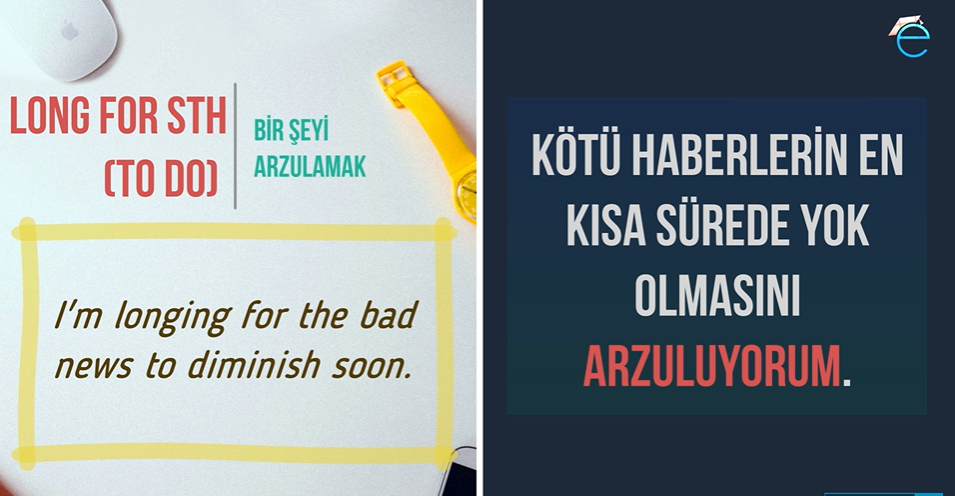 LONG FOR STH
(TO DO)
BİR ŞEYİ
ARZULAMAK
I'm longing for the bad
news to diminish soon.
e
KÖTÜ HABERLERİN EN
KISA SÜREDE YOK
OLMASINI
ARZULUYORUM.